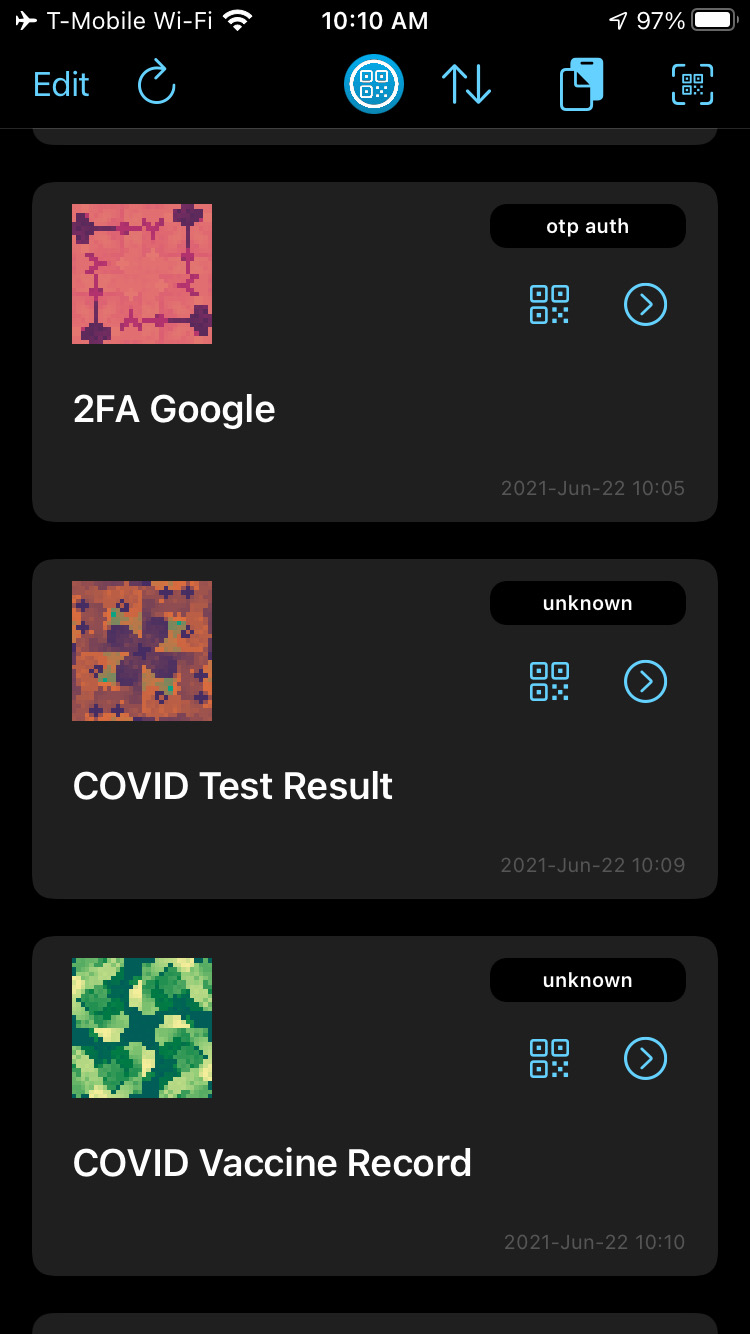 T-Mobile Wi-Fi 10:10 AM 97%
Edit
otp auth
2FA Google
2021-Jun-22 10:05
unknown
COVID Test Result
2021-Jun-22 10:09
unknown
COVID Vaccine Record
2021-Jun-22 10:10